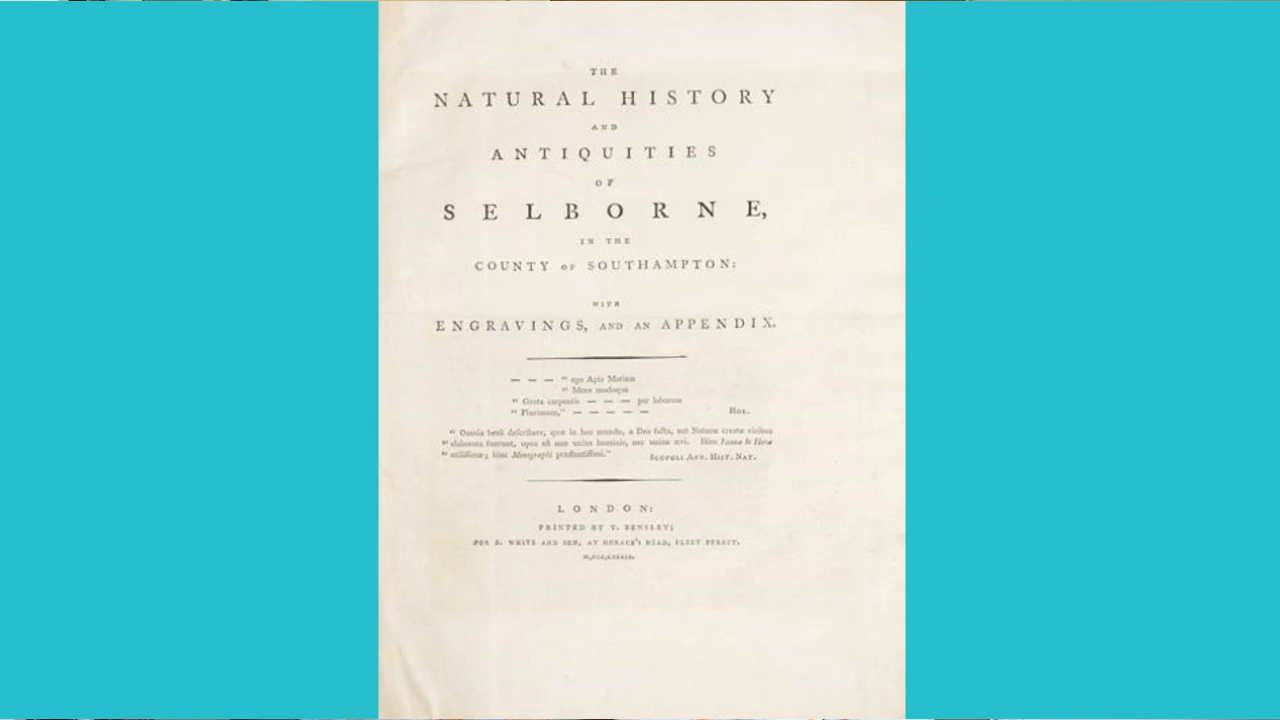 THE
NATURAL HISTORY
AND
ANTIQUITIES
OF
SELBORNE,
IN THE
COUNTY OF SOUTHAMPTON:
WITH
ENGRAVINGS, AND AN APPENDIX.
— — — “ ego Apis Matinæ
“ More modoque
“ Grata carpentis — — — per laborem
“ Plurimum,” — — — — — Hor.
“ Omnia benè describere, quæ in hoc mundo, a Deo facta, aut Naturæ creatæ viribus
“ elaborata fuerunt, opus est non unius hominis, nec unius ævi. Hinc Faunæ & Floræ
“ utilissimæ; hinc Monographi præstantissimi.” Scopoli Ann. Hist. Nat.
LONDON:
PRINTED BY T. BENSLEY;
FOR B. WHITE AND SON, AT HORACE'S HEAD, FLEET STREET.
M,DCC,LXXXIX.